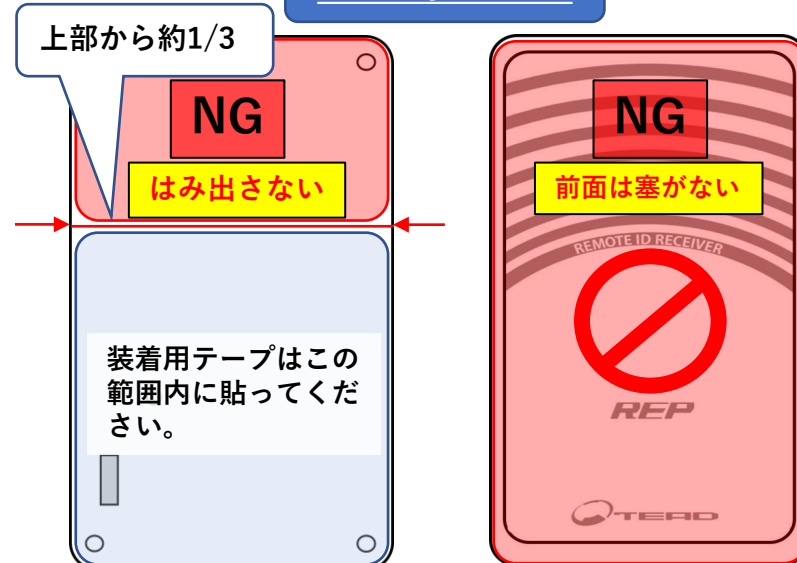 上部から約1/3
NG
はみ出さない
装着用テープはこの
範囲内に貼ってくだ
さい。
NG
前面は塞がない
REMOTE ID RECEIVER
REP
TEAD